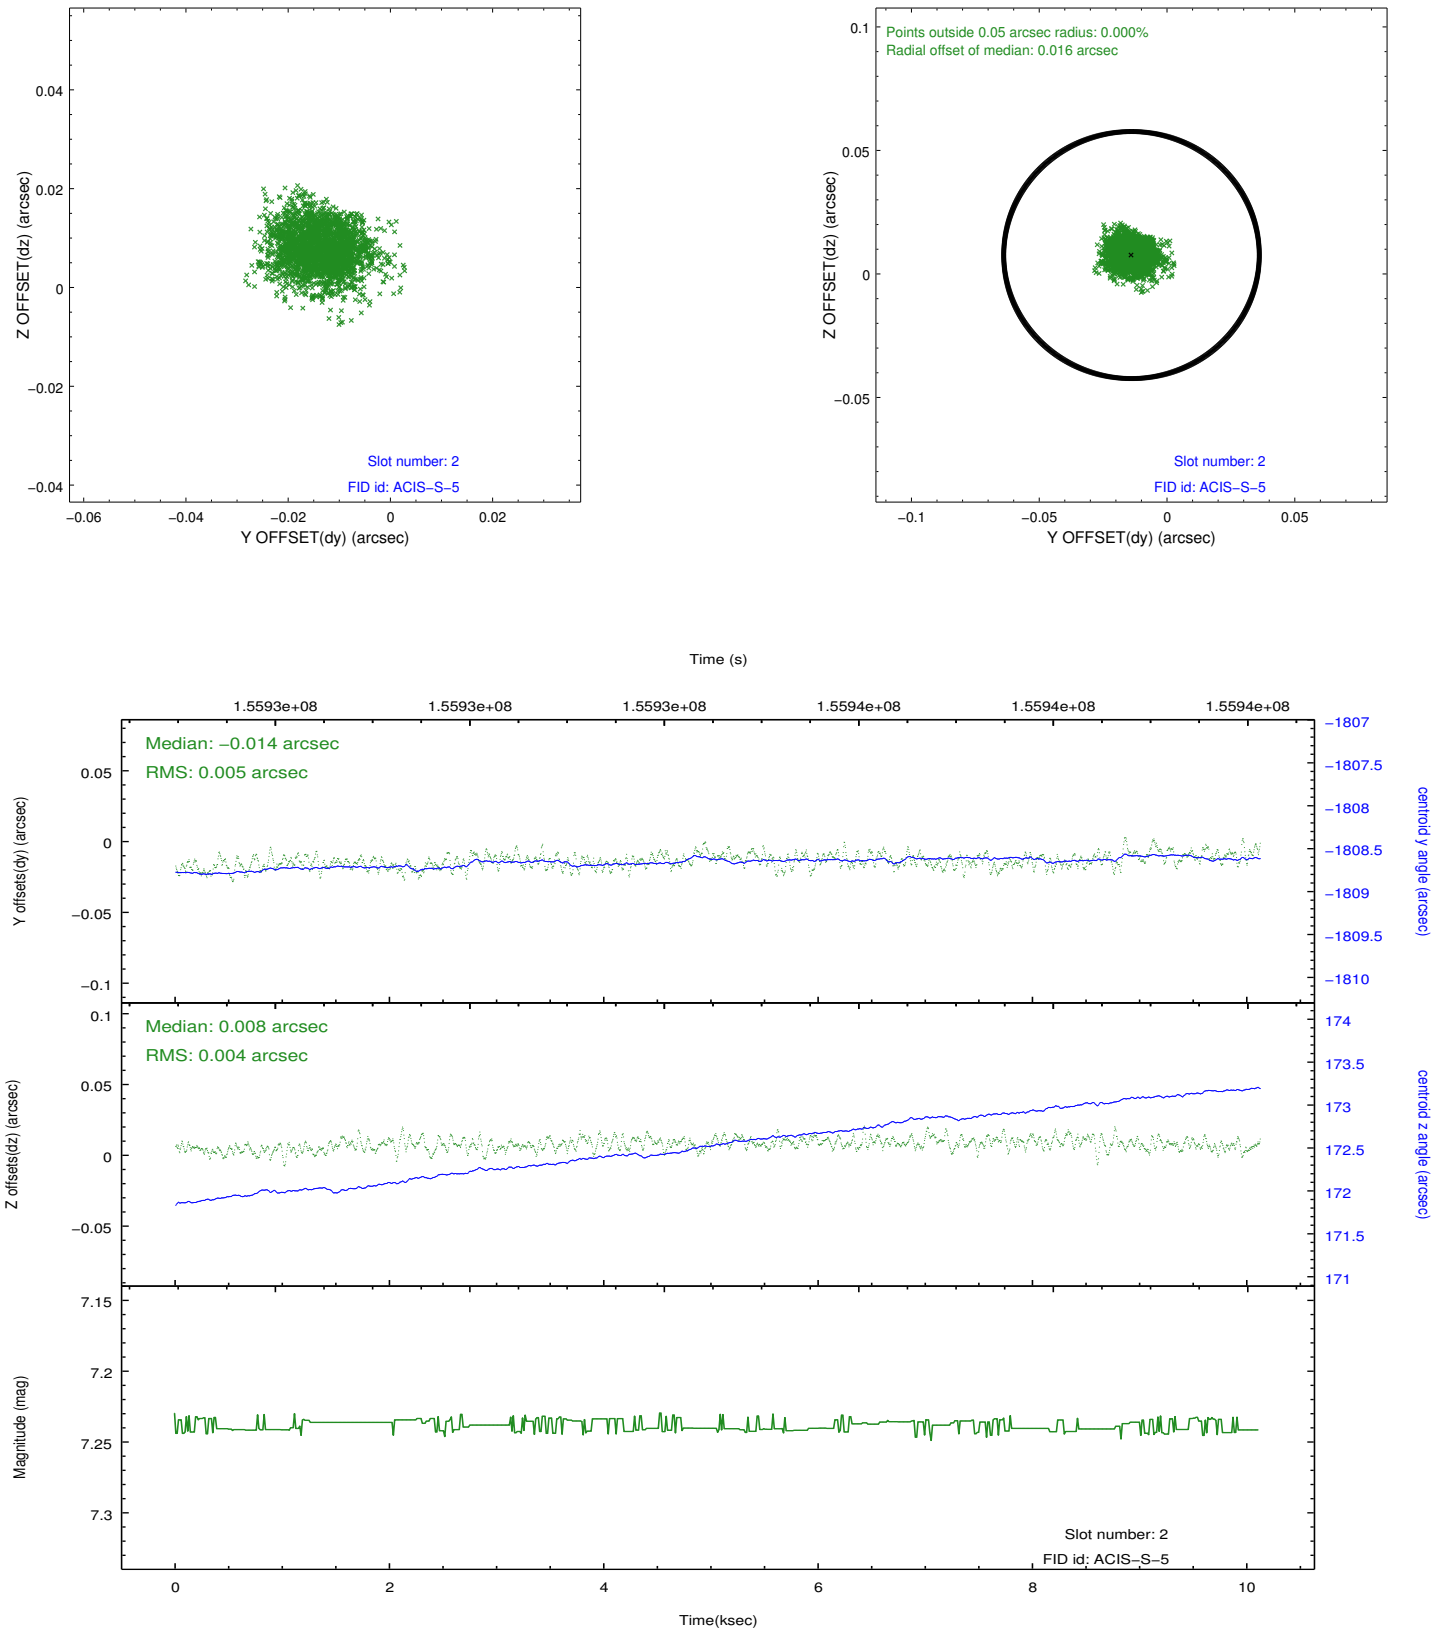 0.04
0.02
0
−0.02
−0.04
Z OFFSET(dz) (arcsec)
Slot number: 2
FID id: ACIS−S−5
−0.06
−0.04
−0.02
0
0.02
Y OFFSET(dy) (arcsec)
Points outside 0.05 arcsec radius: 0.000%
Radial offset of median: 0.016 arcsec
0.1
0.05
0
−0.05
Z OFFSET(dz) (arcsec)
Slot number: 2
FID id: ACIS−S−5
−0.1
−0.05
0
0.05
Y OFFSET(dy) (arcsec)
Time (s)
1.5593e+08
1.5593e+08
1.5593e+08
1.5594e+08
1.5594e+08
1.5594e+08
Median: −0.014 arcsec
RMS: 0.005 arcsec
0.05
0
−0.05
−0.1
Y offsets(dy) (arcsec)
−1807
−1807.5
−1808
−1808.5
−1809
−1809.5
−1810
centroid y angle (arcsec)
Median: 0.008 arcsec
RMS: 0.004 arcsec
0.1
0.05
0
−0.05
Z offsets(dz) (arcsec)
174
173.5
173
172.5
172
171.5
171
centroid z angle (arcsec)
7.15
7.2
7.25
7.3
Magnitude (mag)
Slot number: 2
FID id: ACIS−S−5
0
2
4
6
8
10
Time(ksec)